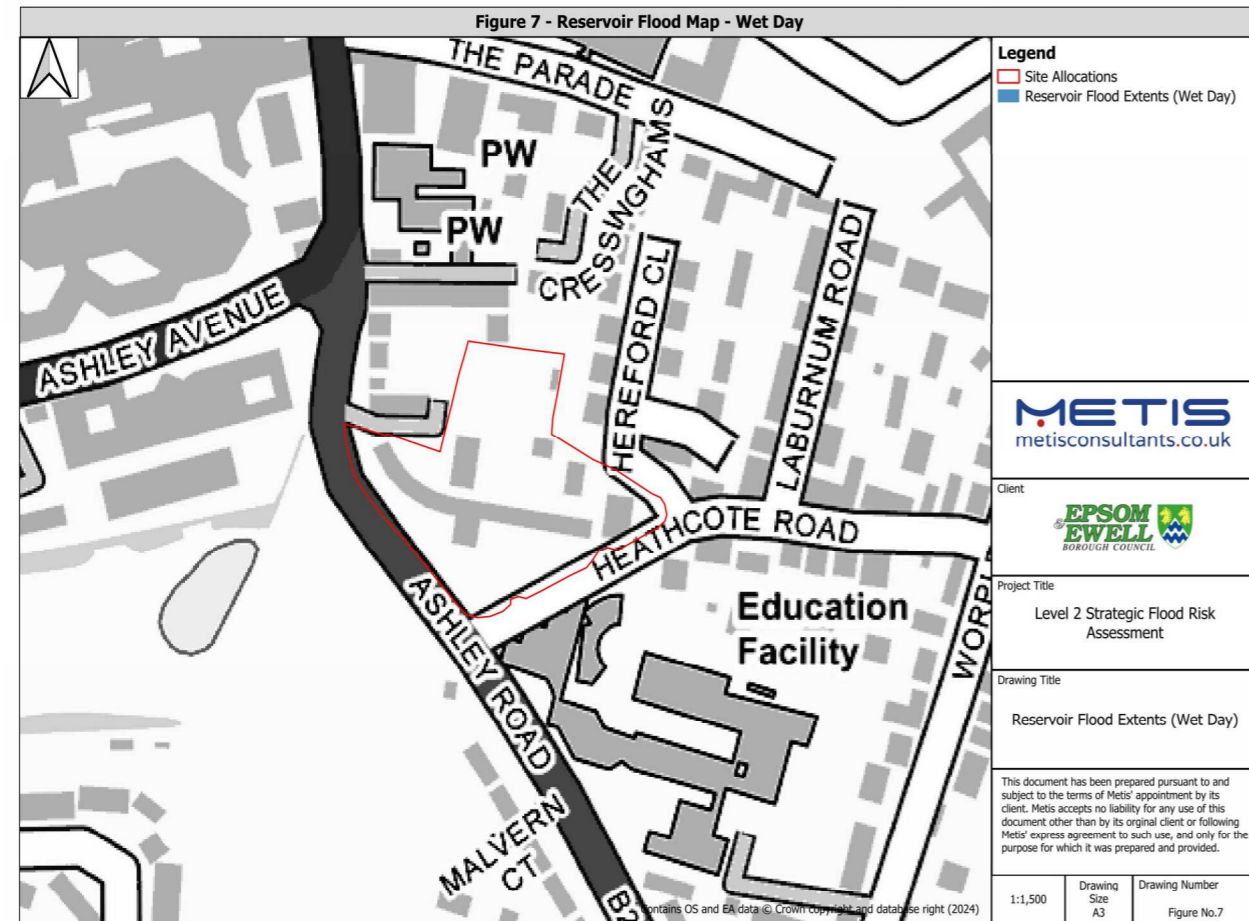 Figure 7 - Reservoir Flood Map - Wet Day
THE PARADE
PW
PW
THE
CRESSINGHAMS
HEREFORD CL
LABURNUM ROAD
ASHLEY AVENUE
HEATHCOTE ROAD
ASHLEY ROAD
Education
Facility
WORPL
MALVERN
CT
B2
ontains OS and EA data © Crown copyright and database right (2024)
Legend
Site Allocations
Reservoir Flood Extents (Wet Day)
METIS
metisconsultants.co.uk
Client
EPSOM
& EWELL
BOROUGH COUNCIL
Project Title
Level 2 Strategic Flood Risk
Assessment
Drawing Title
Reservoir Flood Extents (Wet Day)
This document has been prepared pursuant to and
subject to the terms of Metis' appointment by its
client. Metis accepts no liability for any use of this
document other than by its orginal client or following
Metis' express agreement to such use, and only for the
purpose for which it was prepared and provided.
1:1,500
Drawing
Size
A3
Drawing Number
Figure No.7